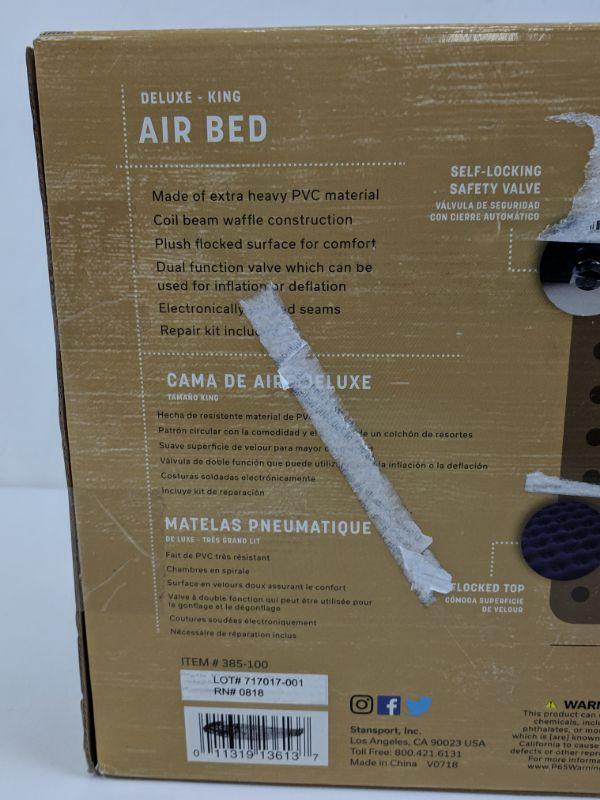 DELUXE - KING
AIR BED
Made of extra heavy PVC material
Coil beam waffle construction
Plush flocked surface for comfort
Dual function valve which can be
used for inflation or deflation
Electronically seams
Repair kit
SELF-LOCKING
SAFETY VALVE
VÁLVULA DE SEGURIDAD
CON CIERRE AUTOMÁTICO
CAMA DE AIRE DELUXE
TAMAÑO KING
Hecha de resistente material de PVC
Patrón circular con la comodidad y el de un colchón de resortes
Suave superficie de velour para mayor
Válvula de doble función que puede la inflación o la deflación
Costuras soldadas electrónicamente
Incluye kit de reparación
MATELAS PNEUMATIQUE
DE LUXE - TRÈS GRAND LIT
Fait de PVC très résistant
Chambres en spirale
Surface en velours doux assurant le confort
Valve à double fonction qui peut être utilisée pour
le gonflage et le dégonflage
Coutures soudées électroniquement
Nécessaire de réparation inclus
FLOCKED TOP
CÓMODA SUPERFICIE
DE VELOUR
ITEM # 385-100
LOT# 717017-001
RN# 0818
0 11319 13613 7
Stansport, Inc.
Los Angeles, CA 90023 USA
Toll Free: 800.421.6131
Made in China V0718
This product can
chemicals,
phthalates, or
which is [are] known
California to cause
defects or other
For more